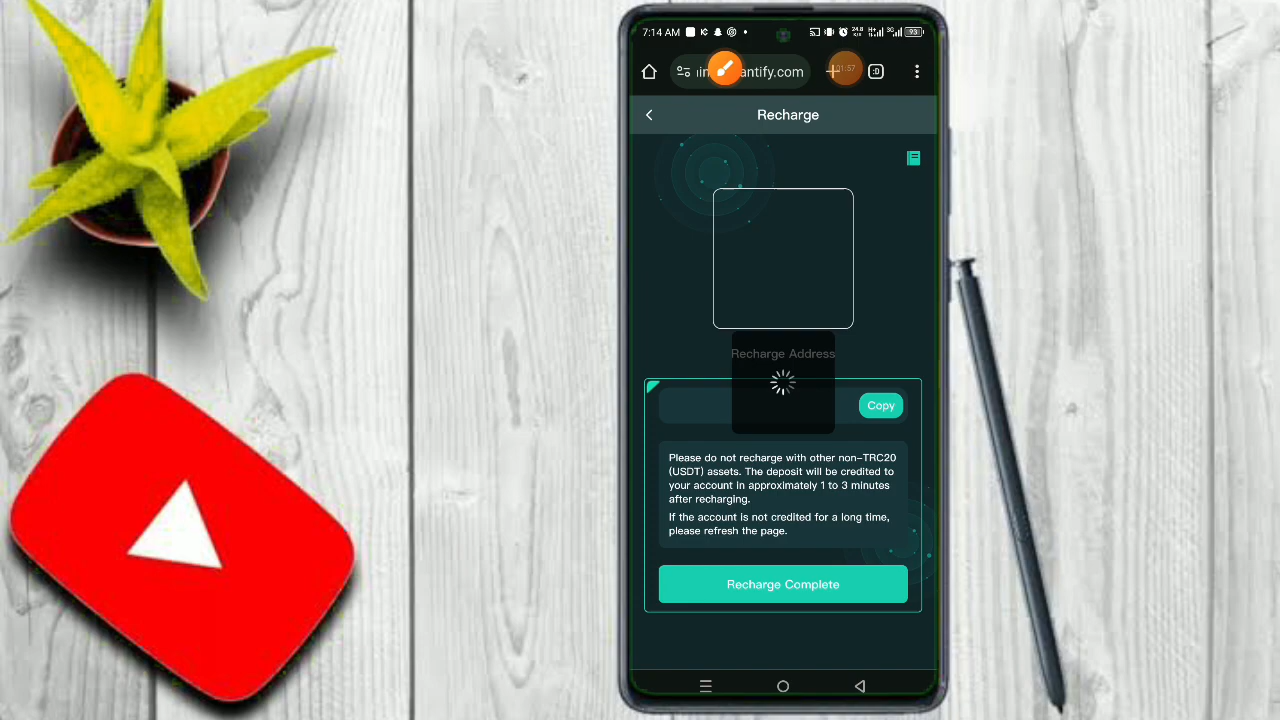 7:14 AM
antify.com
01:57
:D
Recharge
Recharge Address
Copy
Please do not recharge with other non-TRC20
(USDT) assets. The deposit will be credited to
your account in approximately 1 to 3 minutes
after recharging.
If the account is not credited for a long time,
please refresh the page.
Recharge Complete